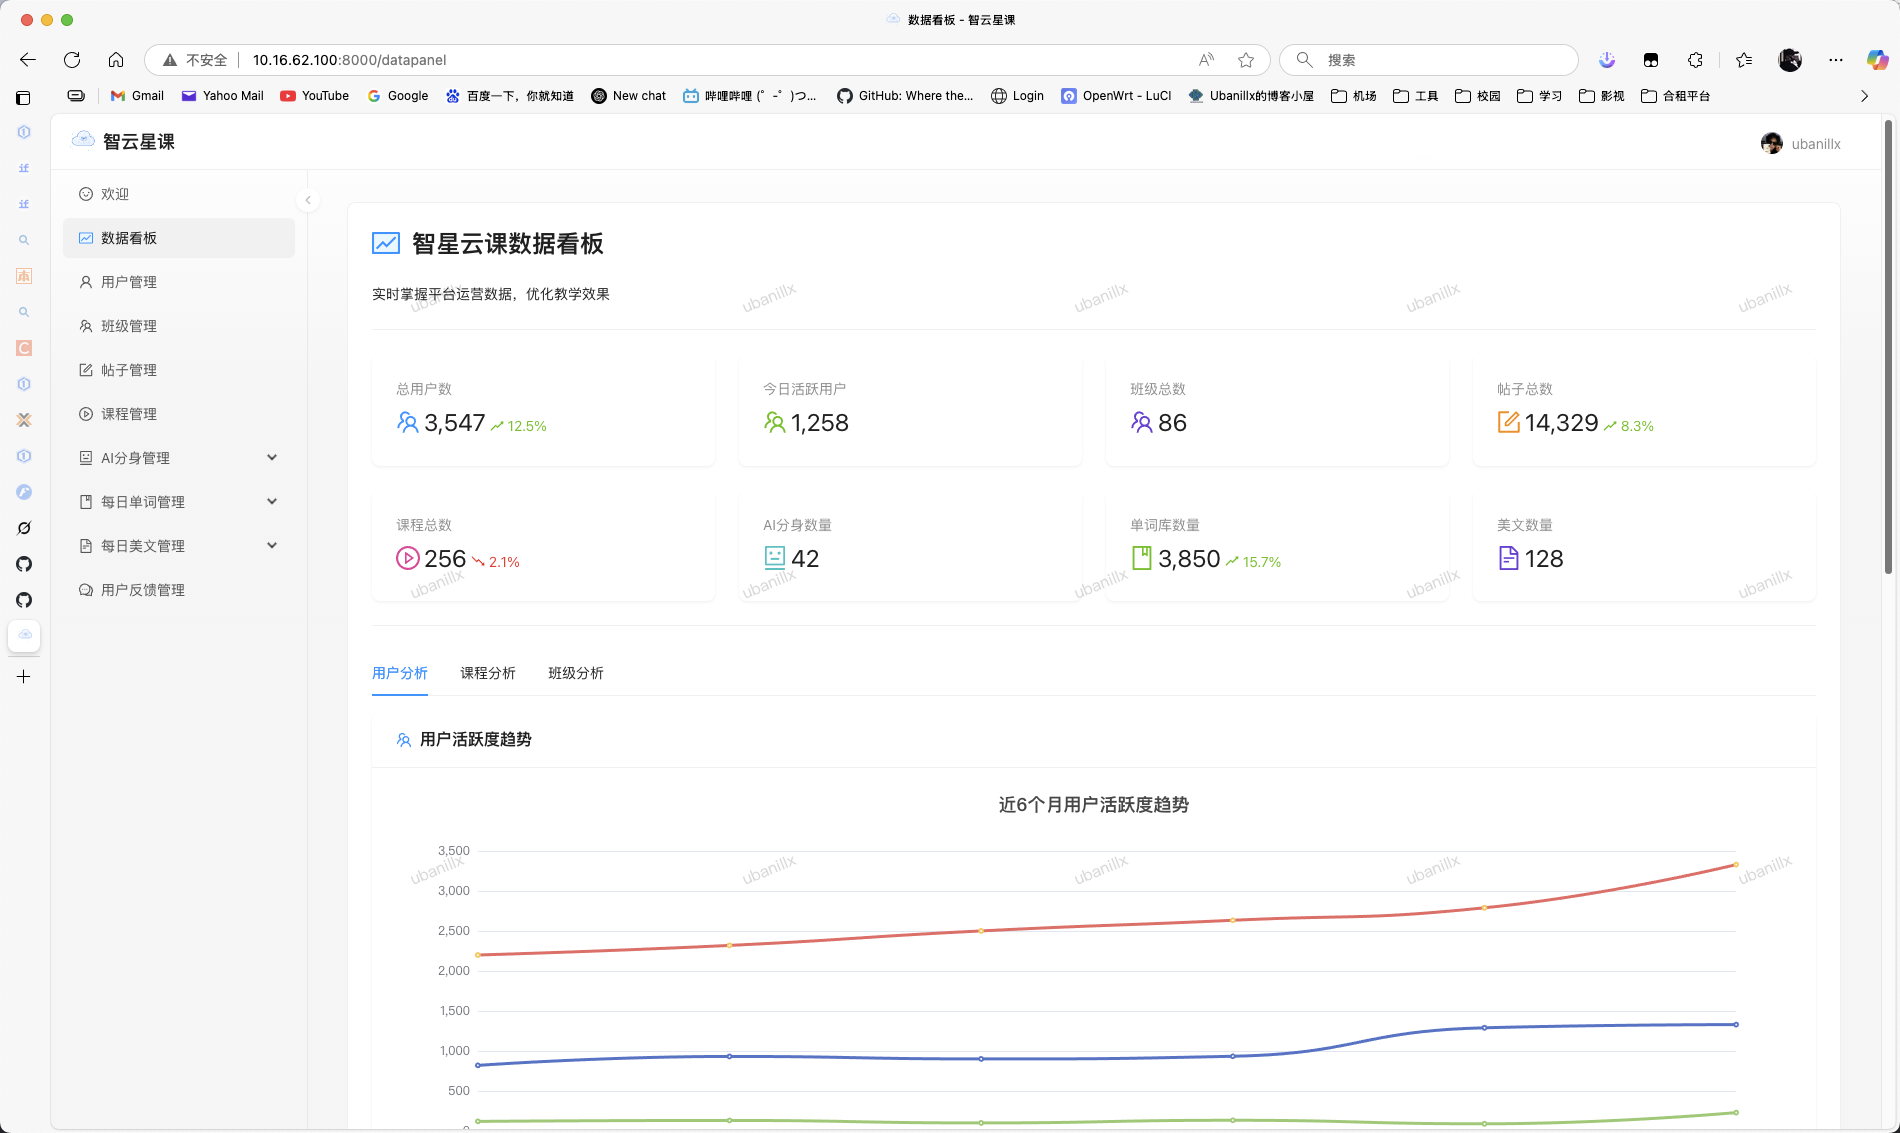 数据看板 - 智云星课
不安全
10.16.62.100:8000/datapanel
搜索
Gmail
Yahoo Mail
YouTube
Google
百度一下，你就知道
New chat
哔哩哔哩 (゜-゜)つ...
GitHub: Where the...
Login
OpenWrt - LuCI
Ubanillx的博客小屋
机场
工具
校园
学习
影视
合租平台
智云星课
ubanillx
欢迎
数据看板
用户管理
班级管理
帖子管理
课程管理
AI分身管理
每日单词管理
每日美文管理
用户反馈管理
智星云课数据看板
实时掌握平台运营数据，优化教学效果
ubanillx ubanillx ubanillx ubanillx ubanillx
总用户数
3,547 12.5%
今日活跃用户
1,258
班级总数
86
帖子总数
14,329 8.3%
课程总数
256 2.1%
AI分身数量
42
单词库数量
3,850 15.7%
美文数量
128
ubanillx ubanillx ubanillx ubanillx ubanillx
用户分析
课程分析
班级分析
用户活跃度趋势
近6个月用户活跃度趋势
ubanillx ubanillx ubanillx ubanillx ubanillx
3,500
3,000
2,500
2,000
1,500
1,000
500
0